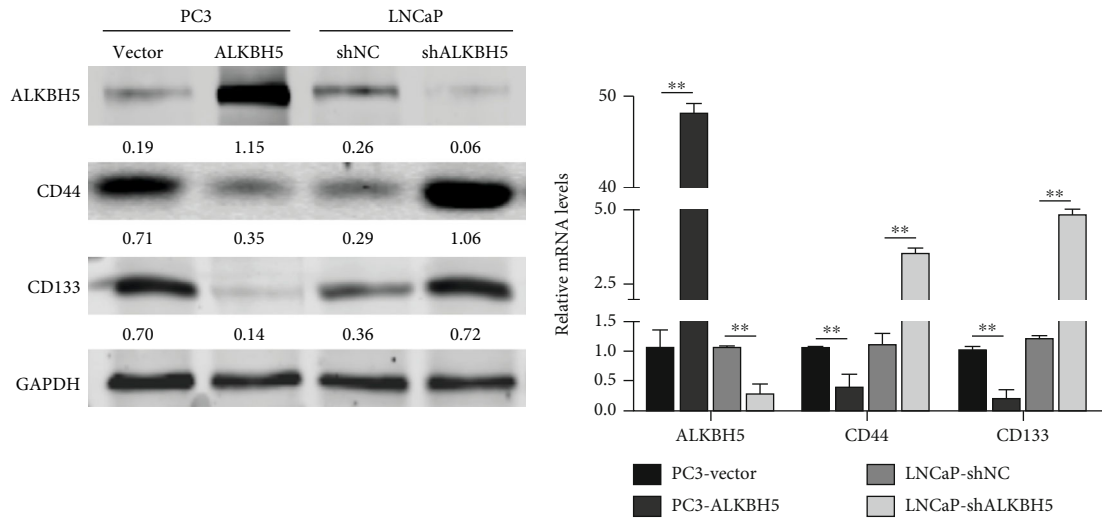 PC3 LNCaP
Vector ALKBH5 shNC shALKBH5
ALKBH5
0.19 1.15 0.26 0.06
CD44
0.71 0.35 0.29 1.06
CD133
0.70 0.14 0.36 0.72
GAPDH
Relative mRNA levels
50
40
5.0
2.5
1.5
1.0
0.5
0.0
** ** ** ** ** **
ALKBH5 CD44 CD133
PC3-vector LNCaP-shNC
PC3-ALKBH5 LNCaP-shALKBH5